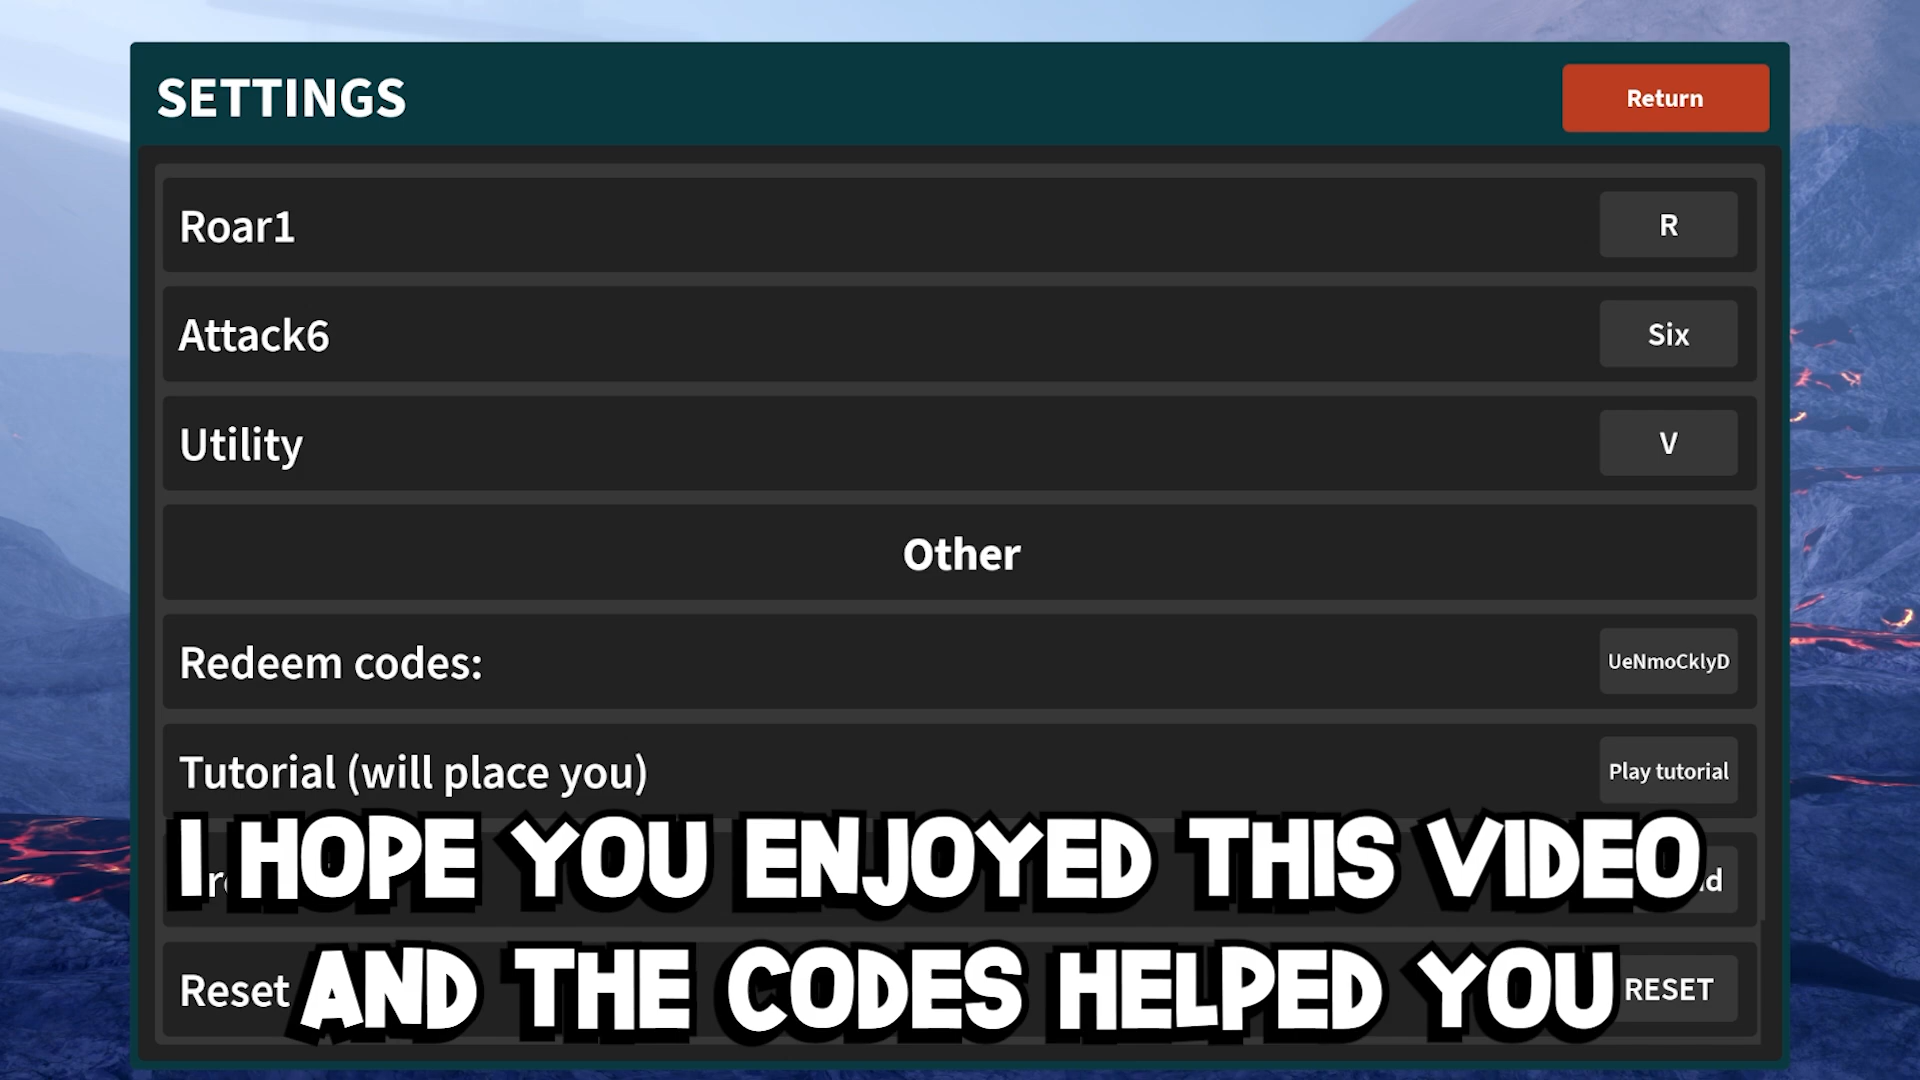 SETTINGS
Return
Roar1
R
Attack6
Six
Utility
V
Other
Redeem codes:
UeNmoCklyD
Tutorial (will place you)
Play tutorial
I HOPE YOU ENJOYED THIS VIDEO
AND THE CODES HELPED YOU
Reset
RESET